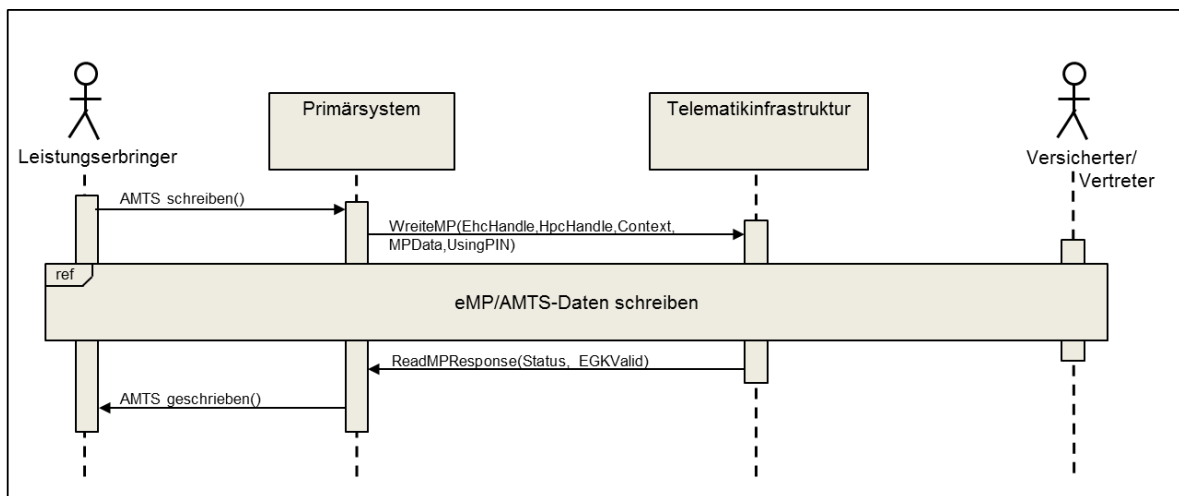 Primärsystem
Telematikinfrastruktur
Leistungserbringer
Versicherter/
Vertreter
AMTS schreiben()
WreiteMP(EhcHandle,HpcHandle,Context,
MPData,UsingPIN)
ref
eMP/AMTS-Daten schreiben
ReadMPResponse(Status, EGKValid)
AMTS geschrieben()